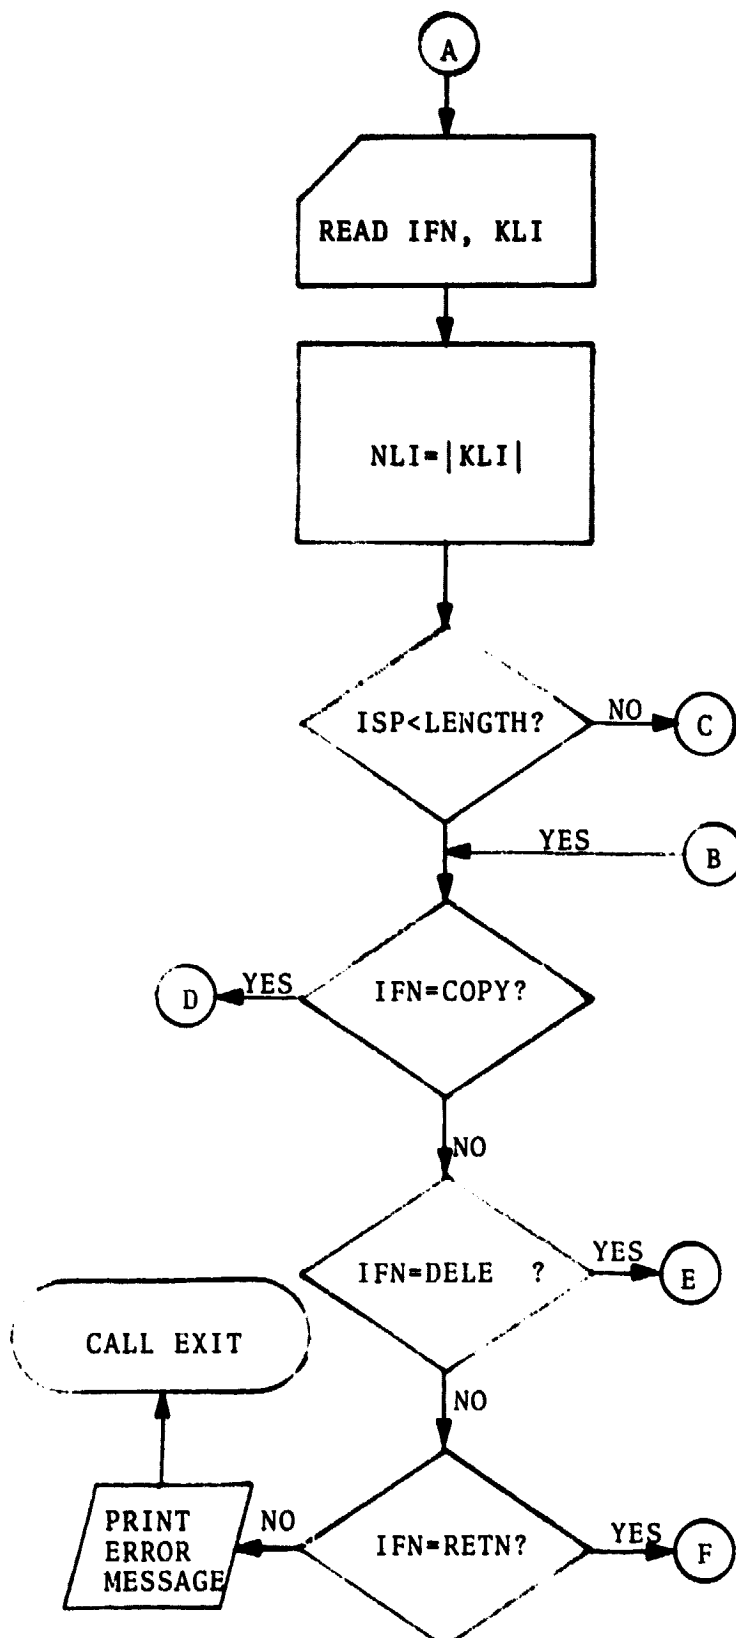 A
READ IFN, KLI
NLI=|KLI|
ISP<LENGTH?
NO
C
YES
B
D
YES
IFN=COPY?
NO
IFN=DELE ?
YES
E
CALL EXIT
NO
PRINT
ERROR
MESSAGE
NO
IFN=RETN?
YES
F